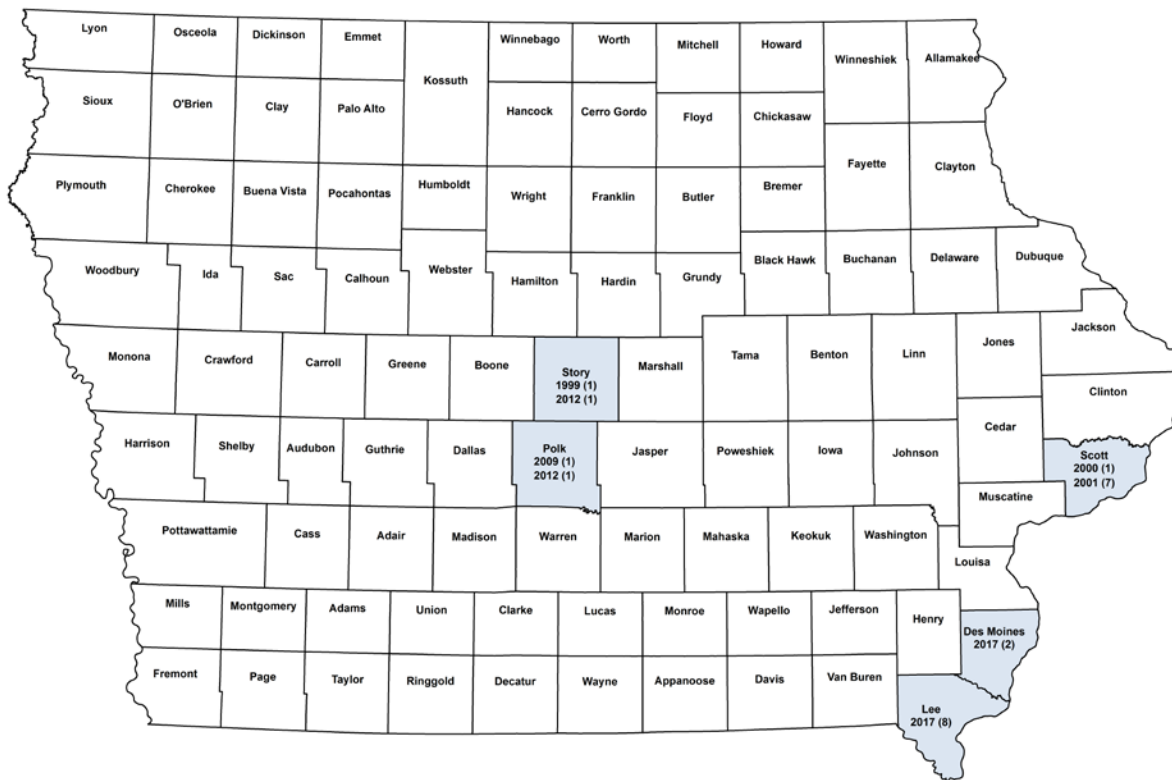 Lyon
Osceola
Dickinson
Emmet
Kossuth
Winnebago
Worth
Mitchell
Howard
Winneshiek
Allamakee
Sioux
O'Brien
Clay
Palo Alto
Hancock
Cerro Gordo
Floyd
Chickasaw
Fayette
Clayton
Plymouth
Cherokee
Buena Vista
Pocahontas
Humboldt
Wright
Franklin
Butler
Bremer
Woodbury
Ida
Sac
Calhoun
Webster
Hamilton
Hardin
Grundy
Black Hawk
Buchanan
Delaware
Dubuque
Monona
Crawford
Carroll
Greene
Boone
Story
1999 (1)
2012 (1)
Marshall
Tama
Benton
Linn
Jones
Jackson
Clinton
Harrison
Shelby
Audubon
Guthrie
Dallas
Polk
2009 (1)
2012 (1)
Jasper
Poweshiek
Iowa
Johnson
Cedar
Scott
2000 (1)
2001 (7)
Muscatine
Pottawattamie
Cass
Adair
Madison
Warren
Marion
Mahaska
Keokuk
Washington
Louisa
Mills
Montgomery
Adams
Union
Clarke
Lucas
Monroe
Wapello
Jefferson
Henry
Des Moines
2017 (2)
Fremont
Page
Taylor
Ringgold
Decatur
Wayne
Appanoose
Davis
Van Buren
Lee
2017 (8)